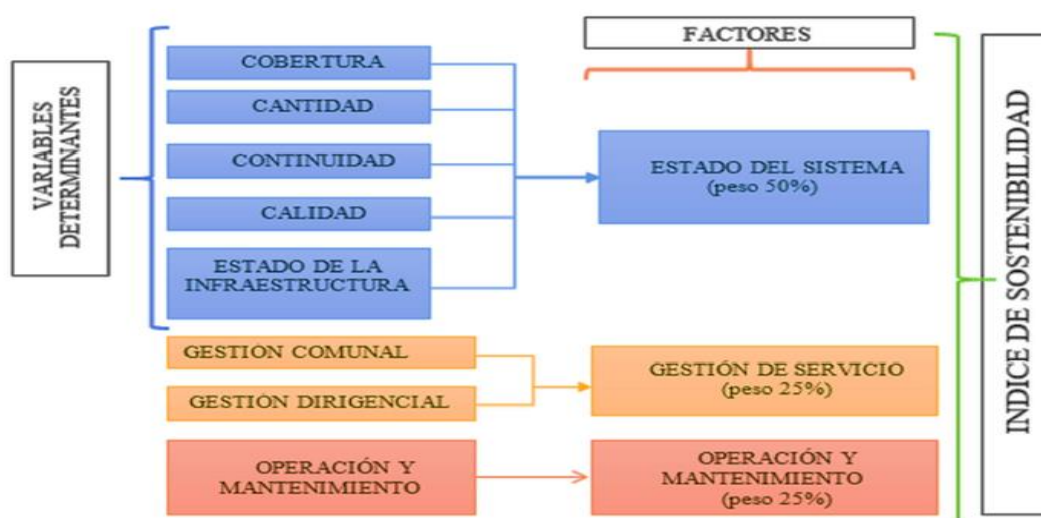 VARIABLES
DETERMINANTES
COBERTURA
CANTIDAD
CONTINUIDAD
CALIDAD
ESTADO DE LA
INFRAESTRUCTURA
GESTIÓN COMUNAL
GESTIÓN DIRIGENCIAL
OPERACIÓN Y
MANTENIMIENTO
FACTORES
ESTADO DEL SISTEMA
(peso 50%)
GESTIÓN DE SERVICIO
(peso 25%)
OPERACIÓN Y
MANTENIMIENTO
(peso 25%)
INDICE DE SOSTENIBILIDAD